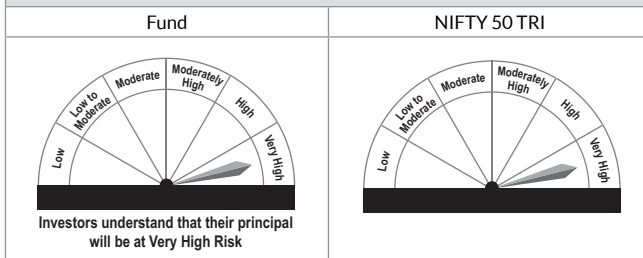 Fund
NIFTY 50 TRI
Low
Low to
Moderate
Moderate
Moderately
High
High
Very High
Investors understand that their principal
will be at Very High Risk
Low
Low to
Moderate
Moderate
Moderately
High
High
Very High